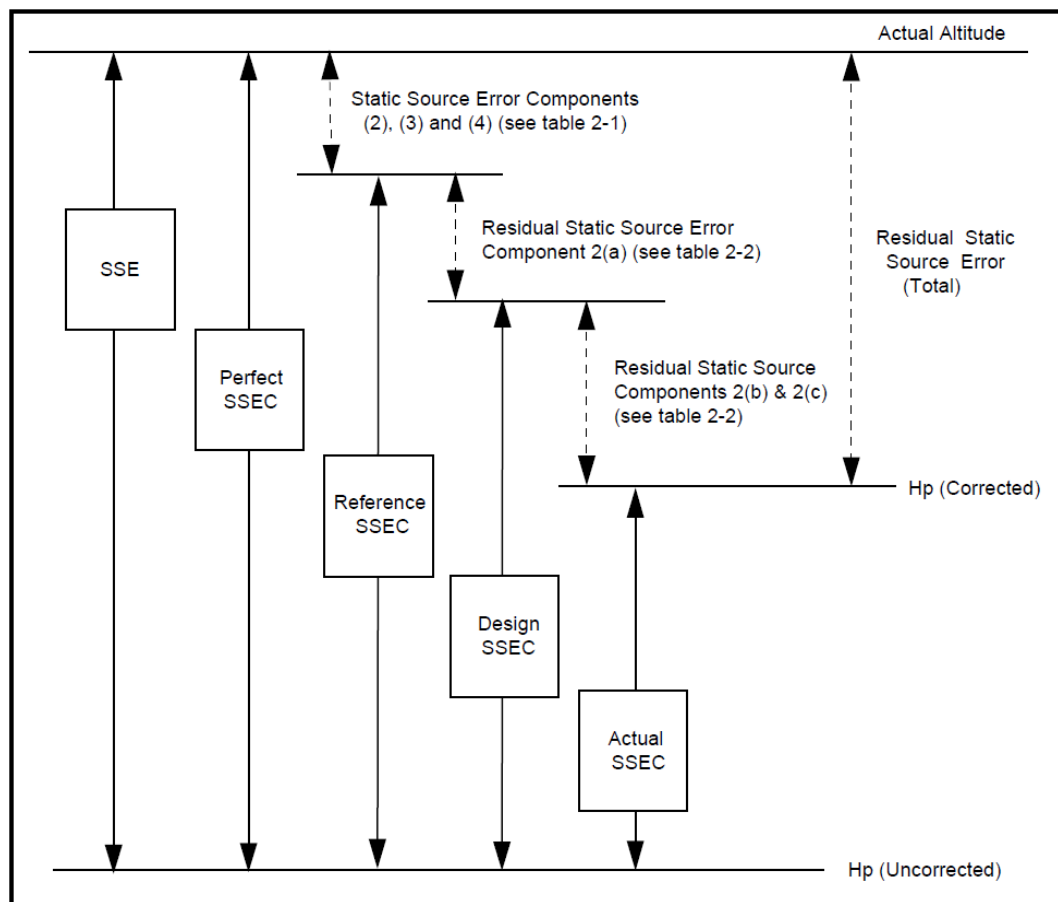 Actual Altitude
Static Source Error Components
(2), (3) and (4) (see table 2-1)
SSE
Residual Static Source Error
Component 2(a) (see table 2-2)
Residual Static
Source Error
(Total)
Perfect
SSEC
Residual Static Source
Components 2(b) & 2(c)
(see table 2-2)
Reference
SSEC
Hp (Corrected)
Design
SSEC
Actual
SSEC
Hp (Uncorrected)